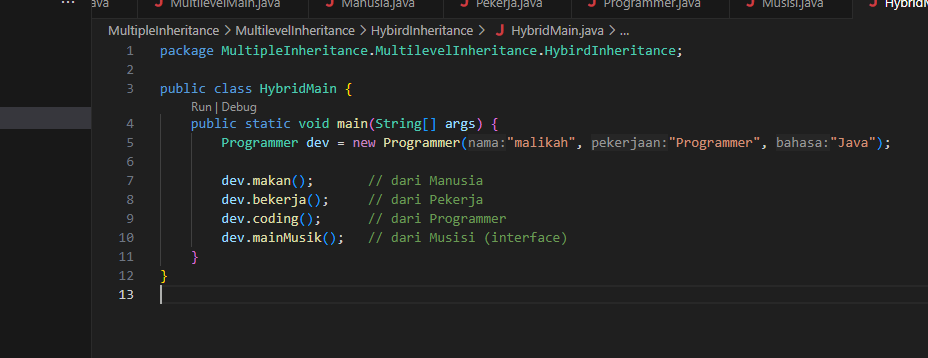 ava MultilevelMain.java Manusia.java Pekerja.java Programmer.java Musisi.java HybridM
MultipleInheritance > MultilevelInheritance > HybirdInheritance > HybridMain.java > ...
1 package MultipleInheritance.MultilevelInheritance.HybirdInheritance;
2
3 public class HybridMain {
Run | Debug
4 public static void main(String[] args) {
5 Programmer dev = new Programmer(nama:"malikah", pekerjaan:"Programmer", bahasa:"Java");
6
7 dev.makan(); // dari Manusia
8 dev.bekerja(); // dari Pekerja
9 dev.coding(); // dari Programmer
10 dev.mainMusik(); // dari Musisi (interface)
11 }
12 }
13